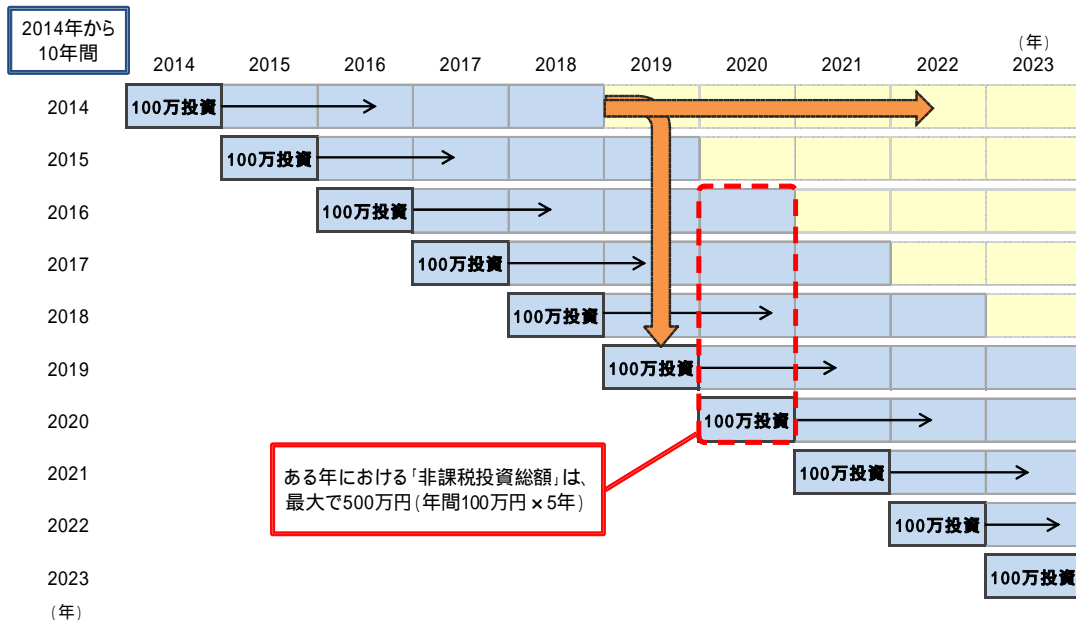 2014年から
10年間
(年)
2014 2015 2016 2017 2018 2019 2020 2021 2022 2023
2014 100万投資
2015 100万投資
2016 100万投資
2017 100万投資
2018 100万投資
2019 100万投資
2020 100万投資
ある年における「非課税投資総額」は、
最大で500万円(年間100万円×5年)
2021 100万投資
2022 100万投資
2023 100万投資
(年)